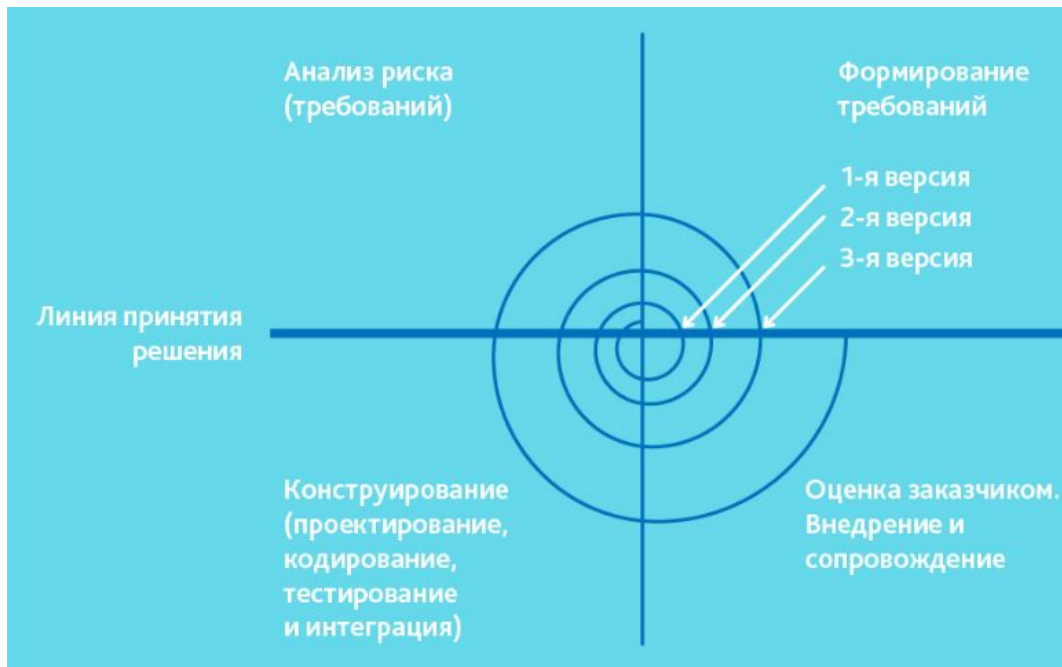 Анализ риска
(требований)
Формирование
требований
1-я версия
2-я версия
3-я версия
Линия принятия
решения
Конструирование
(проектирование,
кодирование,
тестирование
и интеграция)
Оценка заказчиком.
Внедрение и
сопровождение